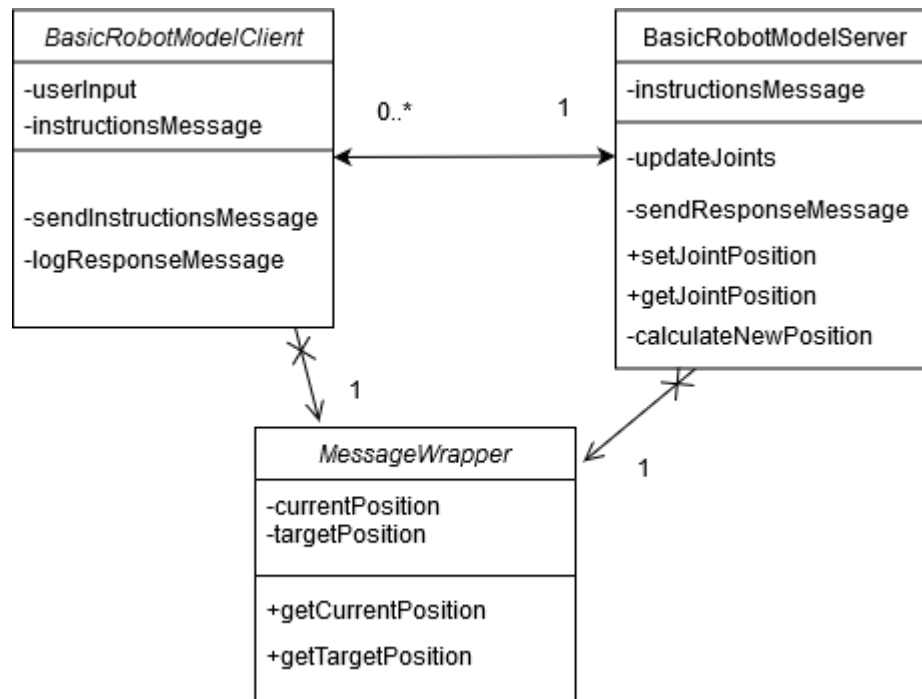 BasicRobotModelClient
-userInput
-instructionsMessage
-sendInstructionsMessage
-logResponseMessage
0..*
1
BasicRobotModelServer
-instructionsMessage
-updateJoints
-sendResponseMessage
+setJointPosition
+getJointPosition
-calculateNewPosition
1
1
MessageWrapper
-currentPosition
-targetPosition
+getCurrentPosition
+getTargetPosition